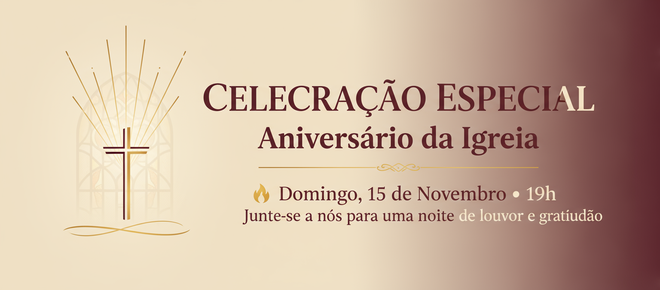 CELECRAÇÃO ESPECIAL
Aniversário da Igreia
Domingo, 15 de Novembro • 19h
Junte-se a nós para uma noite de louvor e gratiudão